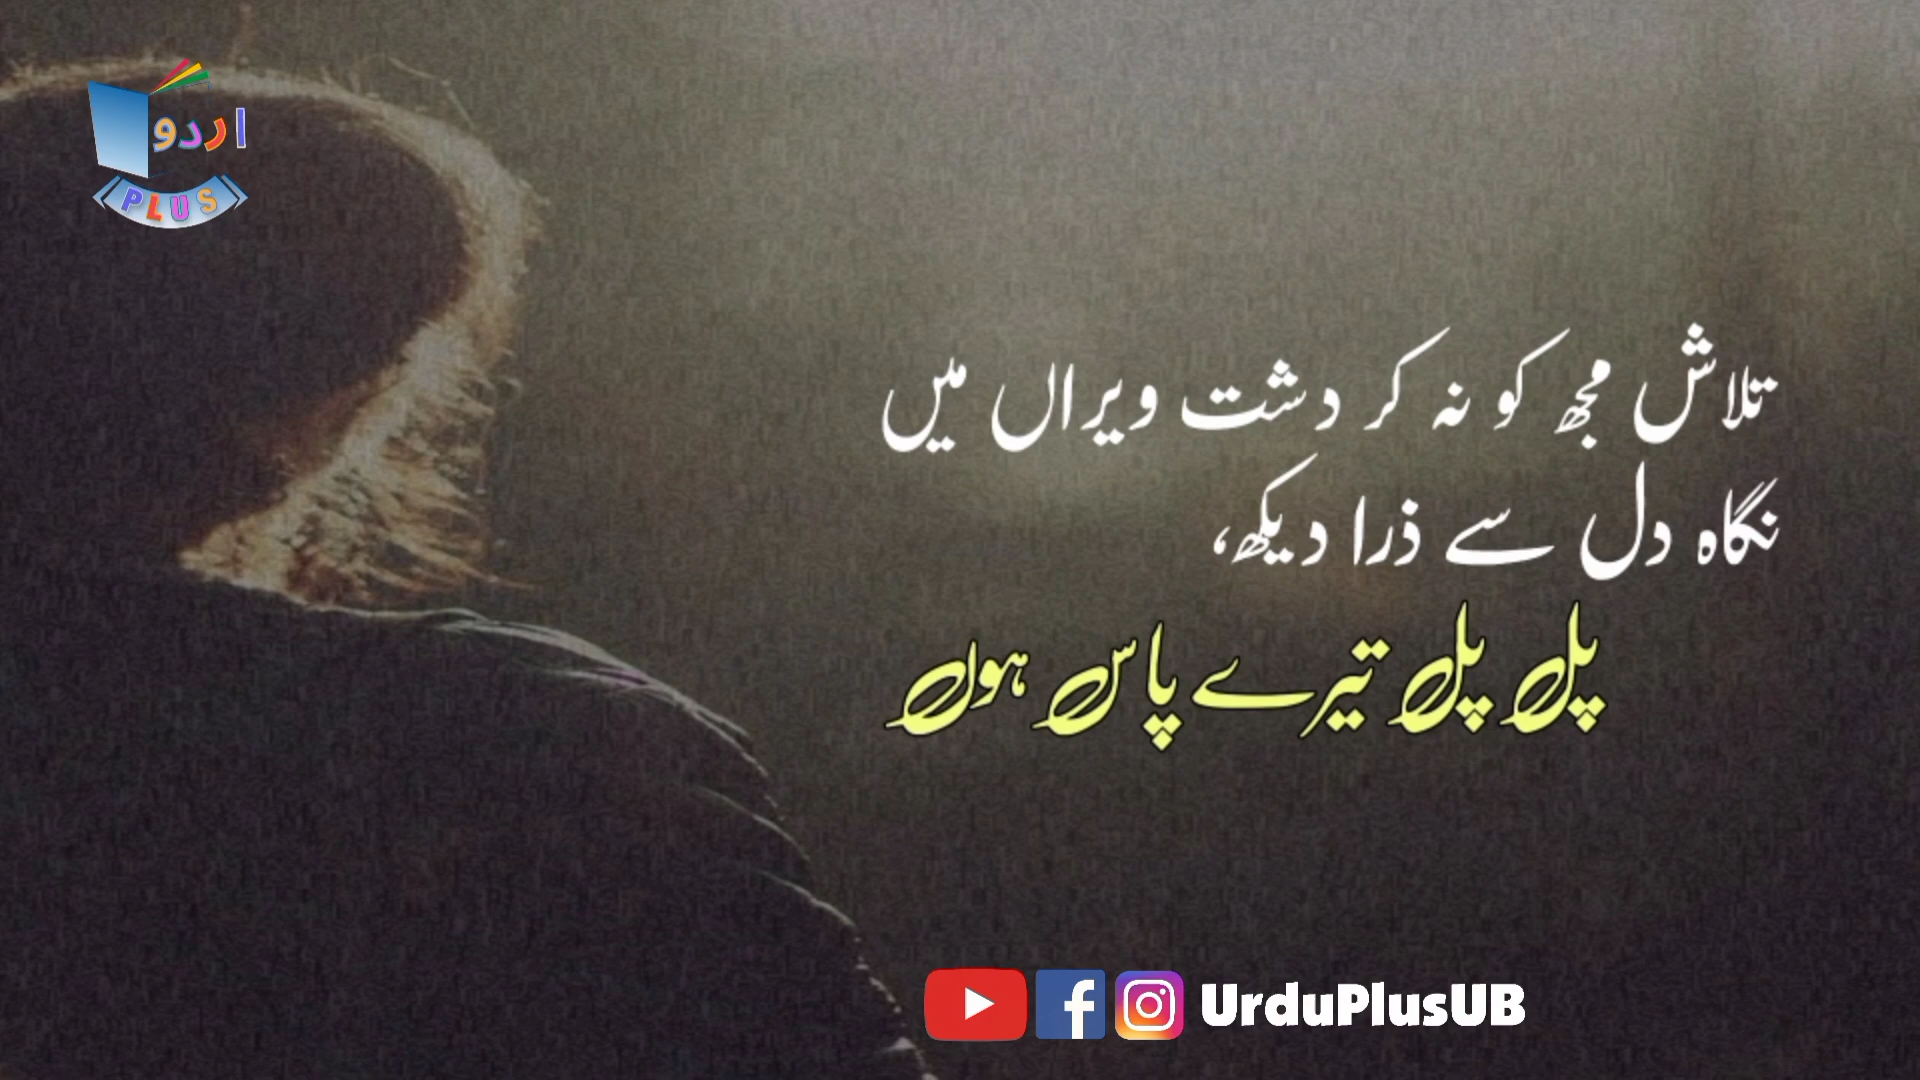 اردو
PLUS
تلاش مجھ کو نہ کر دشت ویراں میں
نگاہ دل سے ذرا دیکھ،
پل پل تیرے پاس ہوں
UrduPlusUB